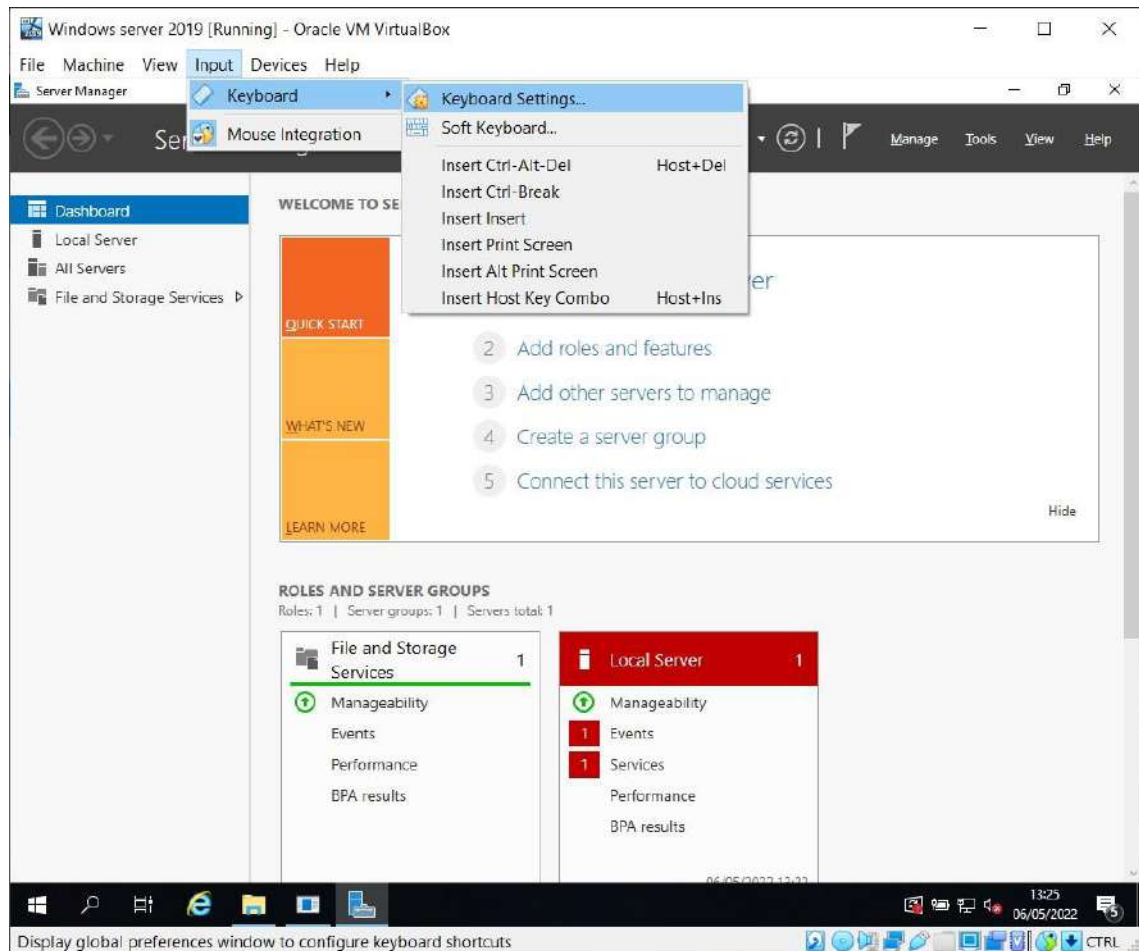 Windows server 2019 [Running] - Oracle VM VirtualBox
File Machine View Input Devices Help
Server Manager
Keyboard
Mouse Integration
Keyboard Settings...
Soft Keyboard...
Insert Ctrl-Alt-Del Host+Del
Insert Ctrl-Break
Insert Insert
Insert Print Screen
Insert Alt Print Screen
Insert Host Key Combo Host+Ins
Manage Tools View Help
Dashboard
Local Server
All Servers
File and Storage Services
WELCOME TO SE
QUICK START
WHAT'S NEW
LEARN MORE
er
2 Add roles and features
3 Add other servers to manage
4 Create a server group
5 Connect this server to cloud services
Hide
ROLES AND SERVER GROUPS
Roles: 1 | Server groups: 1 | Servers total: 1
File and Storage Services 1
Manageability
Events
Performance
BPA results
Local Server 1
Manageability
1 Events
1 Services
Performance
BPA results
13:25
06/05/2022
5
Display global preferences window to configure keyboard shortcuts
CTRL